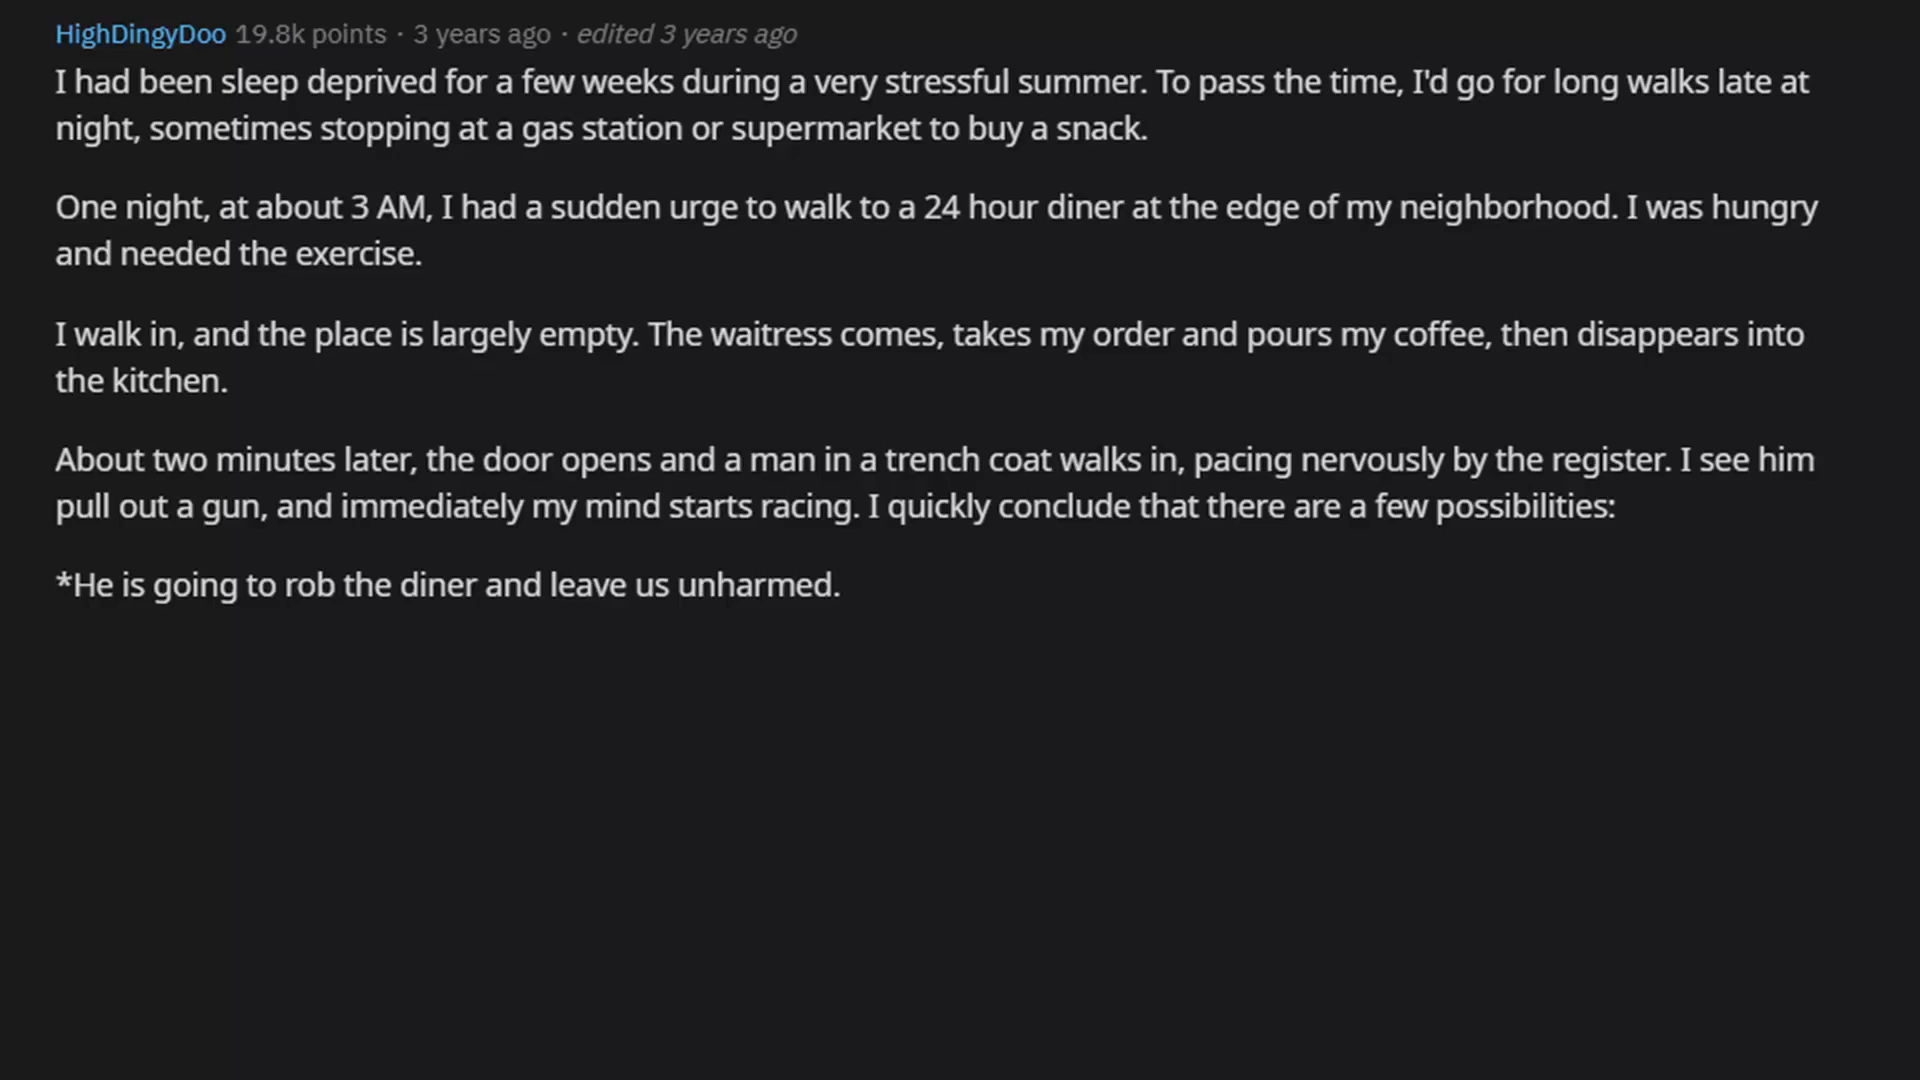 HighDingyDoo 19.8k points · 3 years ago · edited 3 years ago
I had been sleep deprived for a few weeks during a very stressful summer. To pass the time, I'd go for long walks late at
night, sometimes stopping at a gas station or supermarket to buy a snack.
One night, at about 3 AM, I had a sudden urge to walk to a 24 hour diner at the edge of my neighborhood. I was hungry
and needed the exercise.
I walk in, and the place is largely empty. The waitress comes, takes my order and pours my coffee, then disappears into
the kitchen.
About two minutes later, the door opens and a man in a trench coat walks in, pacing nervously by the register. I see him
pull out a gun, and immediately my mind starts racing. I quickly conclude that there are a few possibilities:
*He is going to rob the diner and leave us unharmed.